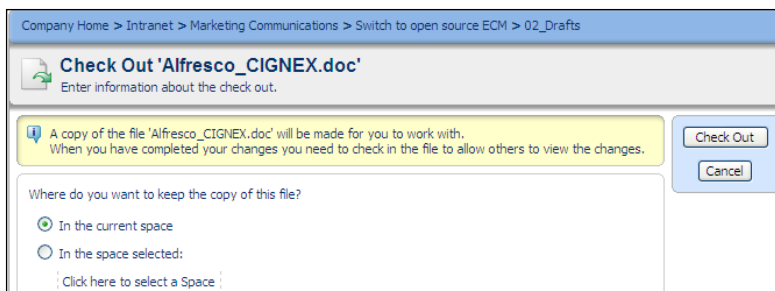 Company Home > Intranet > Marketing Communications > Switch to open source ECM > 02_Drafts
Check Out 'Alfresco_CIGNEX.doc'
Enter information about the check out.
A copy of the file 'Alfresco_CIGNEX.doc' will be made for you to work with.
When you have completed your changes you need to check in the file to allow others to view the changes.
Check Out
Cancel
Where do you want to keep the copy of this file?
In the current space
In the space selected:
Click here to select a Space